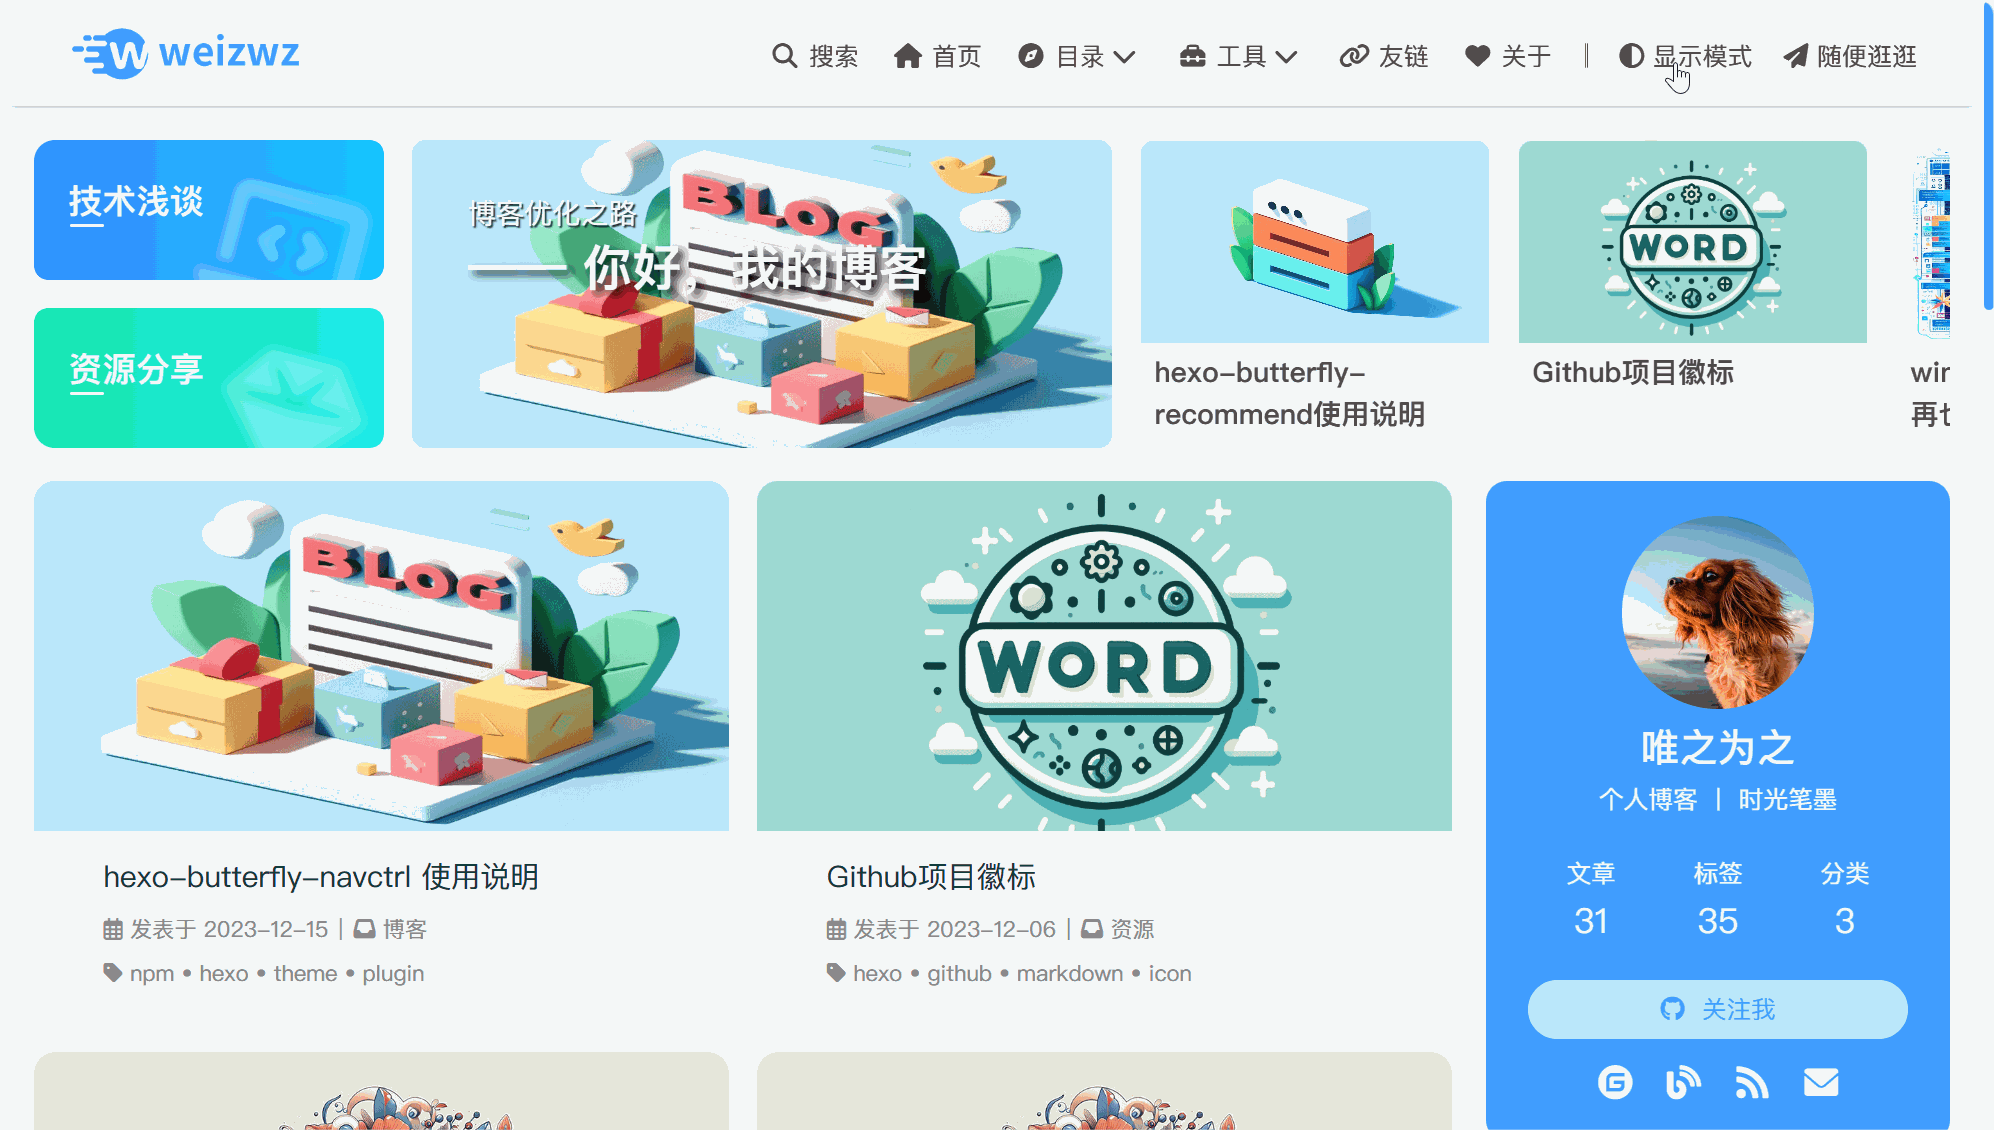 weizwz
搜索 首页 目录 工具 友链 关于 显示模式 随便逛逛
技术浅谈
资源分享
BLOG
博客优化之路
—— 你好，我的博客
hexo-butterfly-
recommend使用说明
WORD
Github项目徽标
BLOG
hexo-butterfly-navctrl 使用说明
发表于 2023-12-15 | 博客
npm • hexo • theme • plugin
WORD
Github项目徽标
发表于 2023-12-06 | 资源
hexo • github • markdown • icon
唯之为之
个人博客 | 时光笔墨
文章 标签 分类
31 35 3
关注我